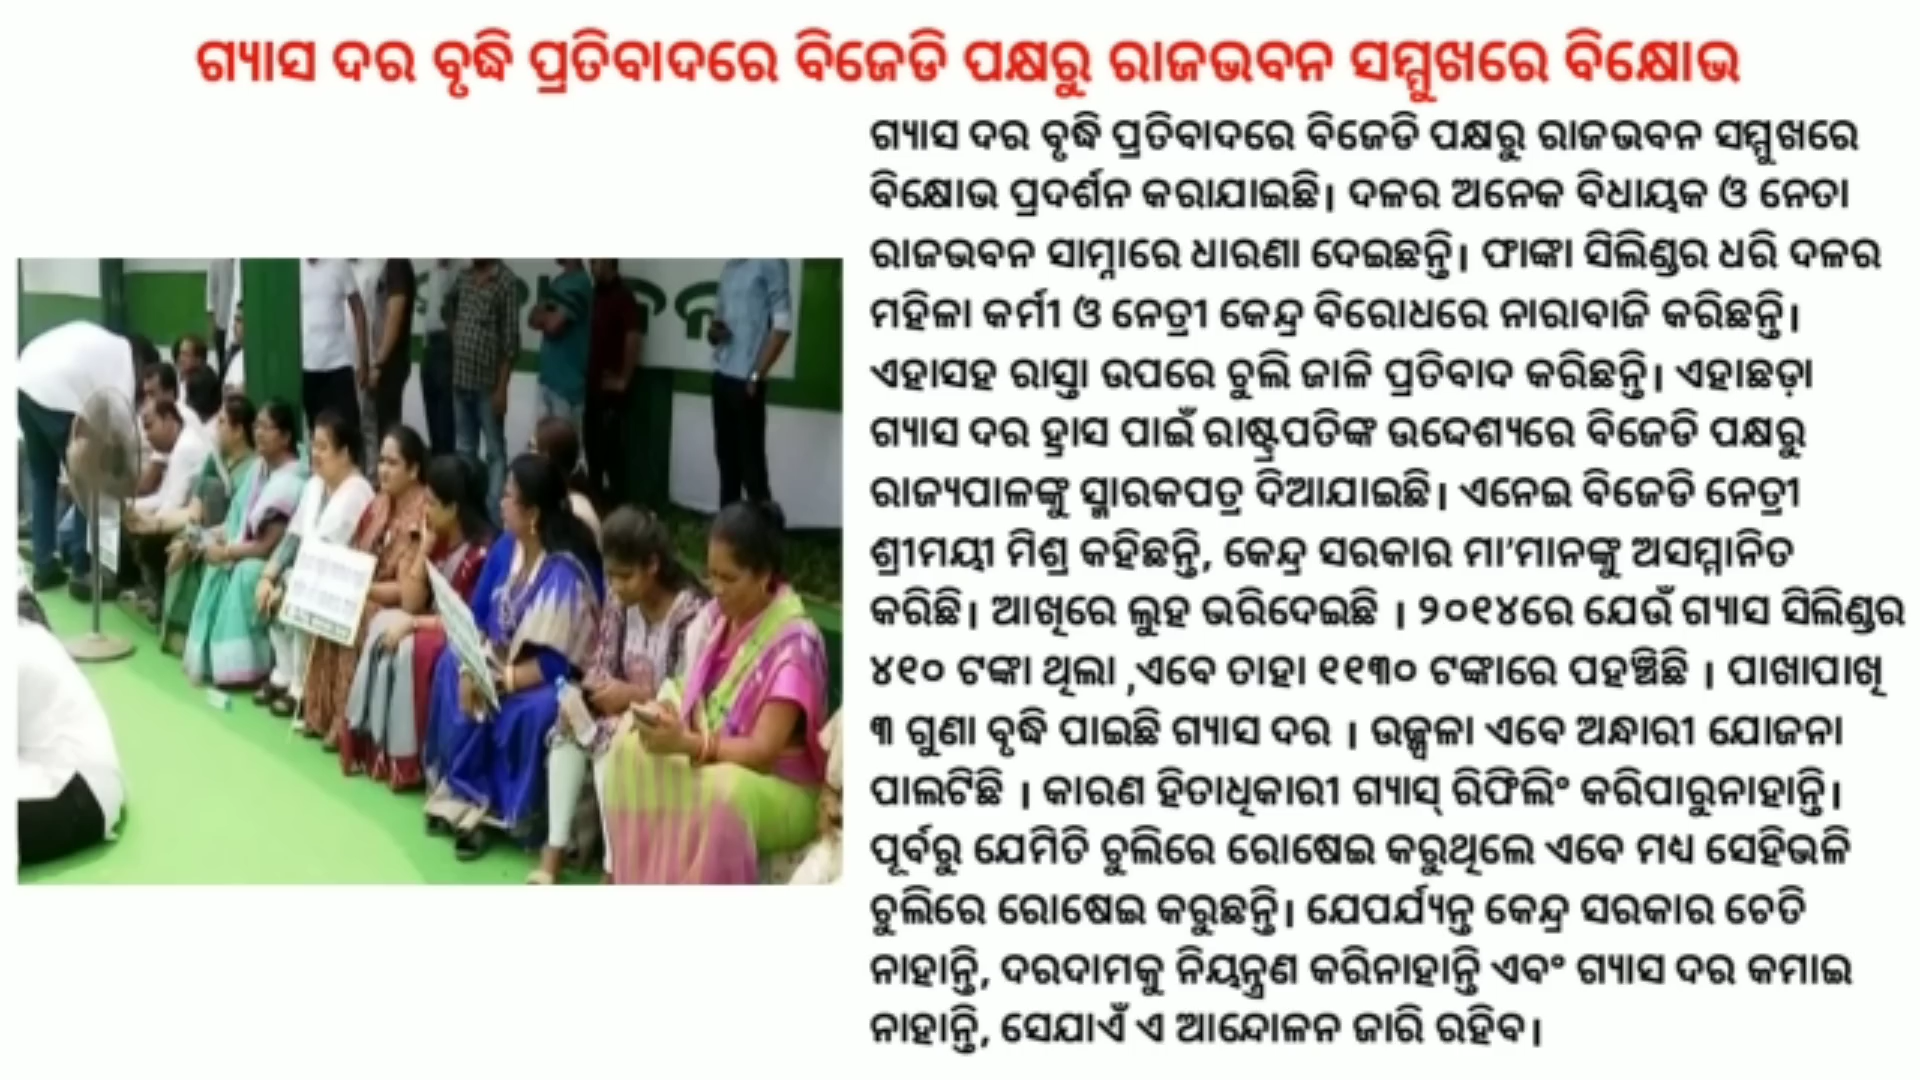 ଗ୍ୟାସ ଦର ବୃଦ୍ଧି ପ୍ରତିବାଦରେ ବିଜେଡି ପକ୍ଷରୁ ରାଜଭବନ ସମ୍ମୁଖରେ ବିକ୍ଷୋଭ
ଗ୍ୟାସ ଦର ବୃଦ୍ଧି ପ୍ରତିବାଦରେ ବିଜେଡି ପକ୍ଷରୁ ରାଜଭବନ ସମ୍ମୁଖରେ
ବିକ୍ଷୋଭ ପ୍ରଦର୍ଶନ କରାଯାଇଛି। ଦଳର ଅନେକ ବିଧାୟକ ଓ ନେତା
ରାଜଭବନ ସାମ୍ନାରେ ଧାରଣା ଦେଇଛନ୍ତି। ଫାଙ୍କା ସିଲିଣ୍ଡର ଧରି ଦଳର
ମହିଳା କର୍ମୀ ଓ ନେତ୍ରୀ କେନ୍ଦ୍ର ବିରୋଧରେ ନାରାବାଜି କରିଛନ୍ତି।
ଏହାସହ ରାସ୍ତା ଉପରେ ଚୁଲି ଜାଳି ପ୍ରତିବାଦ କରିଛନ୍ତି। ଏହାଛଡ଼ା
ଗ୍ୟାସ ଦର ହ୍ରାସ ପାଇଁ ରାଷ୍ଟ୍ରପତିଙ୍କ ଉଦ୍ଦେଶ୍ୟରେ ବିଜେଡି ପକ୍ଷରୁ
ରାଜ୍ୟପାଳଙ୍କୁ ସ୍ମାରକପତ୍ର ଦିଆଯାଇଛି। ଏନେଇ ବିଜେଡି ନେତ୍ରୀ
ଶ୍ରୀମୟୀ ମିଶ୍ର କହିଛନ୍ତି, କେନ୍ଦ୍ର ସରକାର ମା'ମାନଙ୍କୁ ଅସମ୍ମାନିତ
କରିଛି। ଆଖିରେ ଲୁହ ଭରିଦେଇଛି । ୨୦୧୪ରେ ଯେଉଁ ଗ୍ୟାସ ସିଲିଣ୍ଡର
୪୧୦ ଟଙ୍କା ଥିଲା ,ଏବେ ତାହା ୧୧୩୦ ଟଙ୍କାରେ ପହଞ୍ଚିଛି । ପାଖାପାଖି
୩ ଗୁଣା ବୃଦ୍ଧି ପାଇଛି ଗ୍ୟାସ ଦର । ଉଜ୍ଜ୍ୱଳା ଏବେ ଅନ୍ଧାରୀ ଯୋଜନା
ପାଲଟିଛି । କାରଣ ହିତାଧିକାରୀ ଗ୍ୟାସ୍ ରିଫିଲିଂ କରିପାରୁନାହାନ୍ତି।
ପୂର୍ବରୁ ଯେମିତି ଚୁଲିରେ ରୋଷେଇ କରୁଥିଲେ ଏବେ ମଧ୍ୟ ସେହିଭଳି
ଚୁଲିରେ ରୋଷେଇ କରୁଛନ୍ତି। ଯେପର୍ଯ୍ୟନ୍ତ କେନ୍ଦ୍ର ସରକାର ଚେତି
ନାହାନ୍ତି, ଦରଦାମକୁ ନିୟନ୍ତ୍ରଣ କରିନାହାନ୍ତି ଏବଂ ଗ୍ୟାସ ଦର କମାଇ
ନାହାନ୍ତି, ସେଯାଏଁ ଏ ଆନ୍ଦୋଳନ ଜାରି ରହିବ।